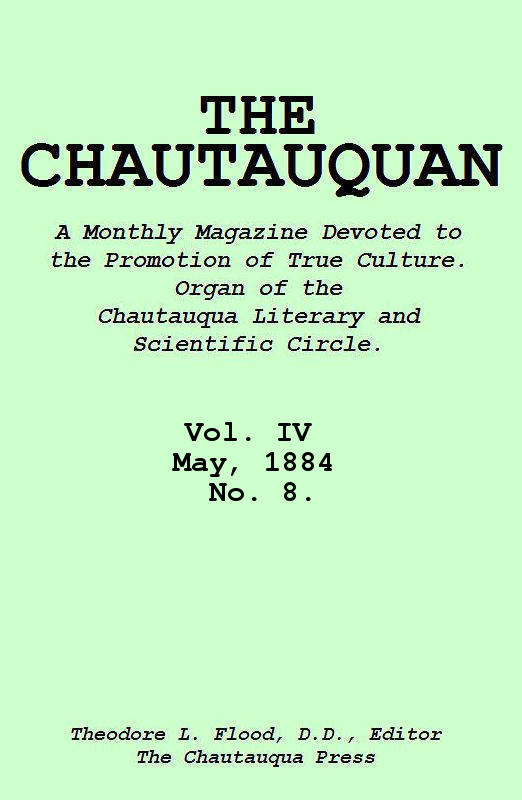 THE
CHAUTAUQUAN
A Monthly Magazine Devoted to
the Promotion of True Culture.
Organ of the
Chautauqua Literary and
Scientific Circle.
Vol. IV
May, 1884
No. 8.
Theodore L. Flood, D.D., Editor
The Chautauqua Press